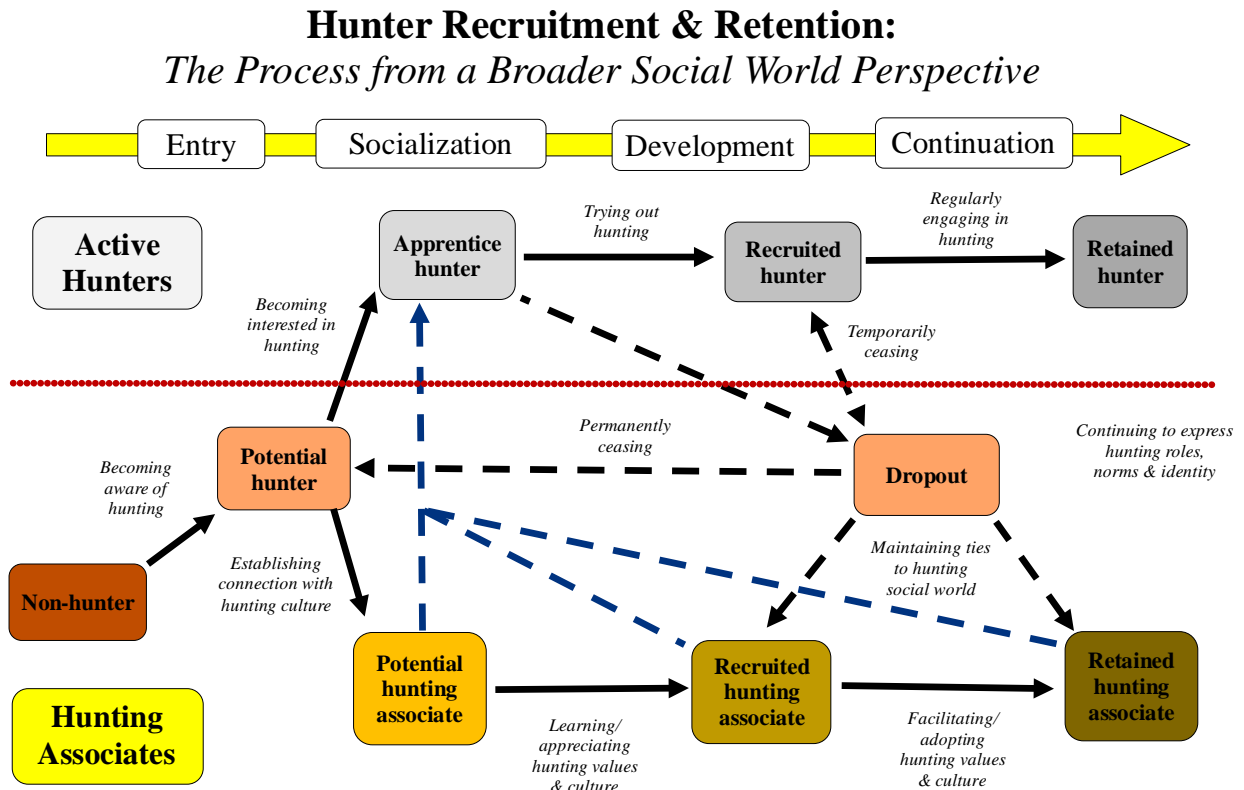 Hunter Recruitment & Retention:
The Process from a Broader Social World Perspective
Entry
Socialization
Development
Continuation
Active
Hunters
Apprentice
hunter
Trying out
hunting
Recruited
hunter
Regularly
engaging in
hunting
Retained
hunter
Becoming
interested in
hunting
Temporarily
ceasing
Becoming
aware of
hunting
Potential
hunter
Permanently
ceasing
Dropout
Continuing to express
hunting roles,
norms & identity
Non-hunter
Establishing
connection with
hunting culture
Maintaining ties
to hunting
social world
Hunting
Associates
Potential
hunting
associate
Learning/
appreciating
hunting values
& culture
Recruited
hunting
associate
Facilitating/
adopting
hunting values
& culture
Retained
hunting
associate